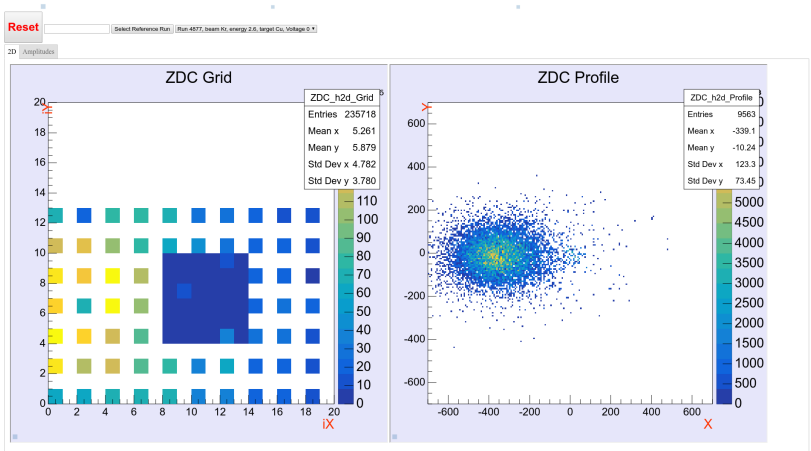 Reset
Select Reference Run
Run 4877, beam Kr, energy 2.6, target Cu, Voltage 0
2D Amplitudes
ZDC Grid
ZDC_h2d_Grid
Entries 235718
Mean x 5.261
Mean y 5.879
Std Dev x 4.782
Std Dev y 3.780
20
18
16
14
12
10
8
6
4
2
0
0 2 4 6 8 10 12 14 16 18 20
iX
110
100
90
80
70
60
50
40
30
20
10
0
ZDC Profile
ZDC_h2d_Profile
Entries 9563
Mean x -339.1
Mean y -10.24
Std Dev x 123.3
Std Dev y 73.45
Y
600
400
200
0
-200
-400
-600
-600 -400 -200 0 200 400 600
X
5000
4500
4000
3500
3000
2500
2000
1500
1000
500
0